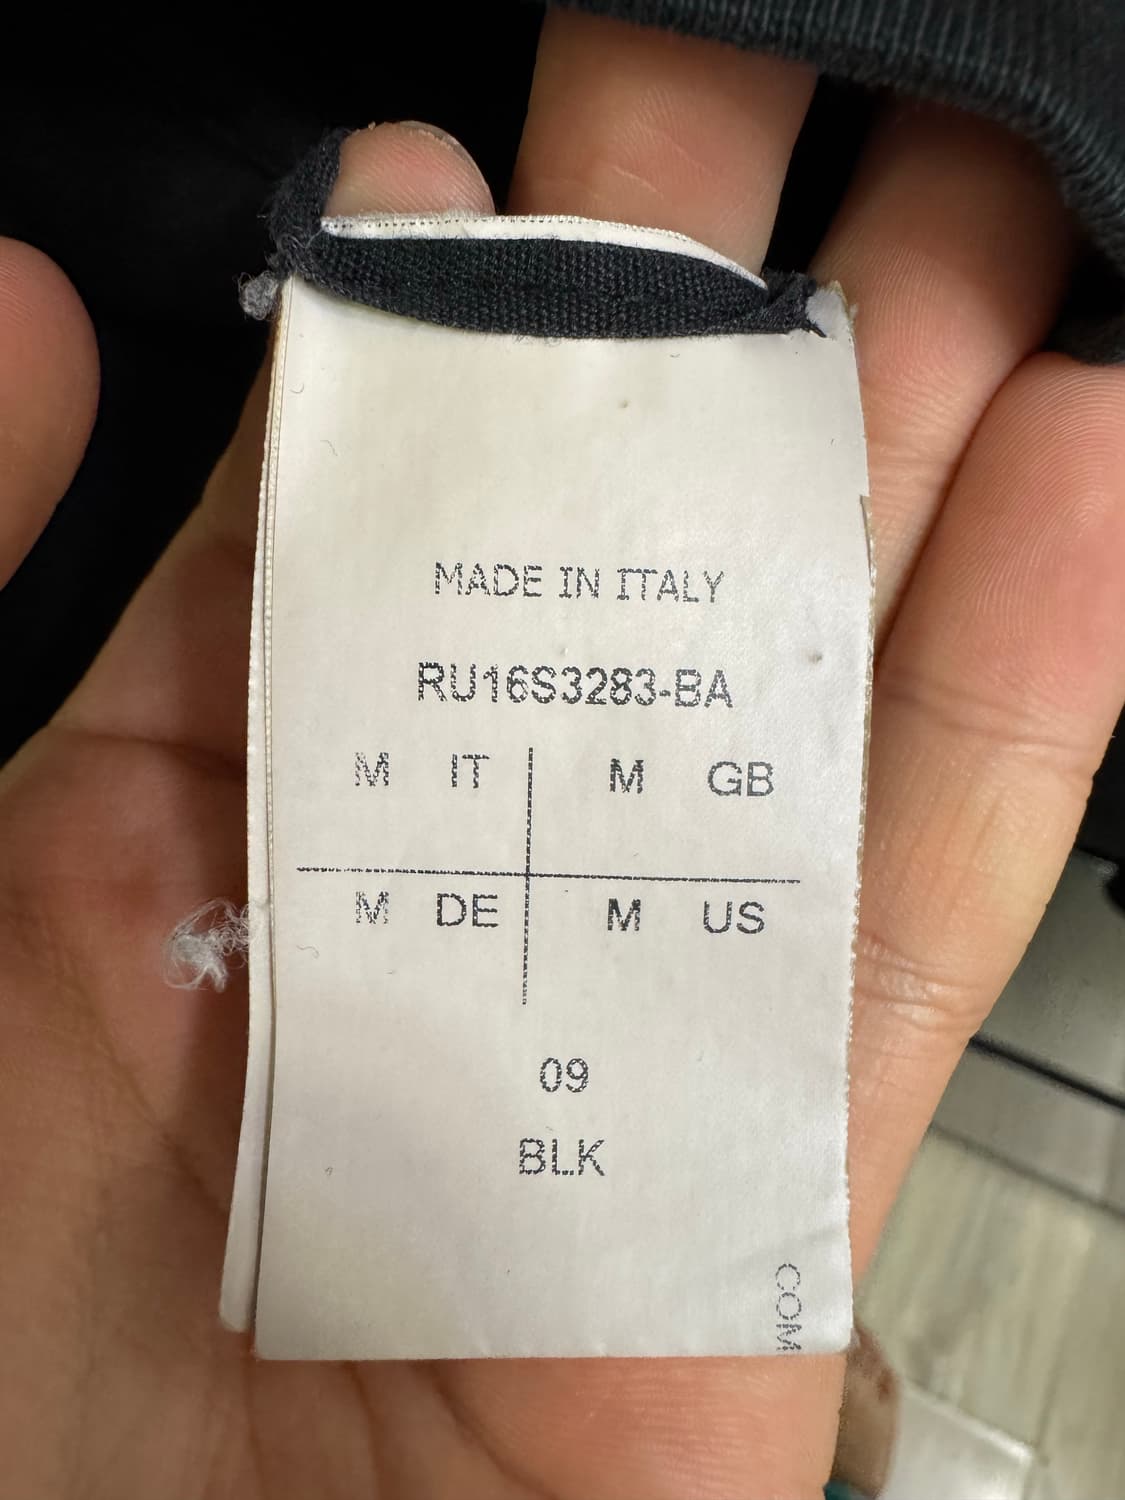 MADE IN ITALY
RU16S3283-BA
M IT M GB
M DE M US
09
BLK
COM